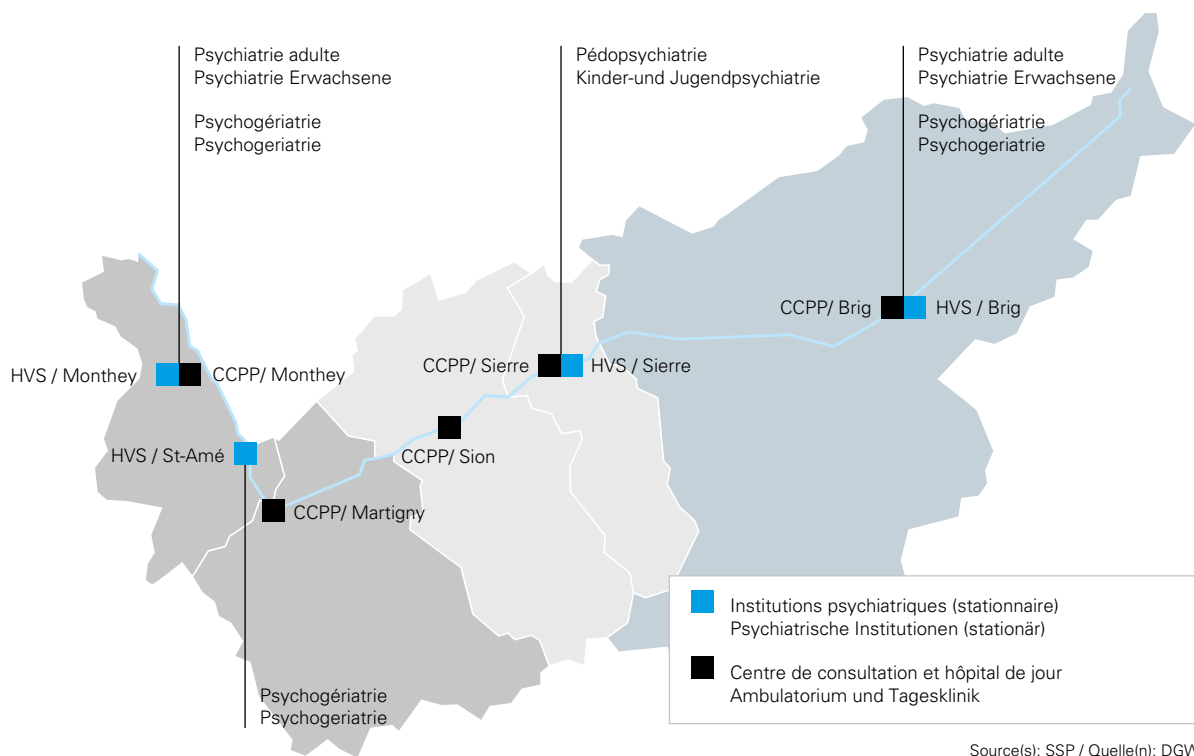 Psychiatrie adulte
Psychiatrie Erwachsene
Psychogériatrie
Psychogeriatrie
Pédopsychiatrie
Kinder-und Jugendpsychiatrie
Psychiatrie adulte
Psychiatrie Erwachsene
Psychogériatrie
Psychogeriatrie
CCPP/ Brig
HVS / Brig
CCPP/ Sierre
HVS / Sierre
HVS / Monthey
CCPP/ Monthey
HVS / St-Amé
CCPP/ Sion
CCPP/ Martigny
Psychogériatrie
Psychogeriatrie
Institutions psychiatriques (stationnaire)
Psychiatrische Institutionen (stationär)
Centre de consultation et hôpital de jour
Ambulatorium und Tagesklinik
Source(s): SSP / Quelle(n): DGW